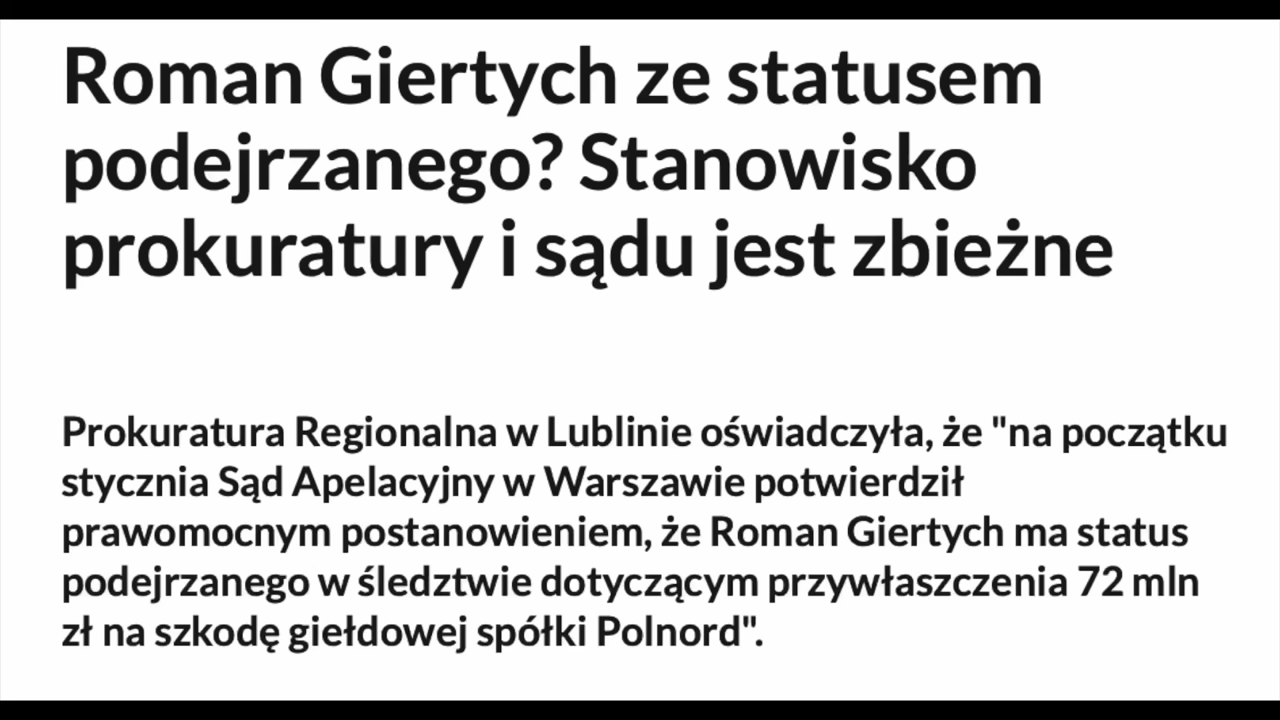 Roman Giertych ze statusem
podejrzanego? Stanowisko
prokuratury i sądu jest zbieżne
Prokuratura Regionalna w Lublinie oświadczyła, że "na początku
stycznia Sąd Apelacyjny w Warszawie potwierdził
prawomocnym postanowieniem, że Roman Giertych ma status
podejrzanego w śledztwie dotyczącym przywłaszczenia 72 mln
zł na szkodę giełdowej spółki Polnord".